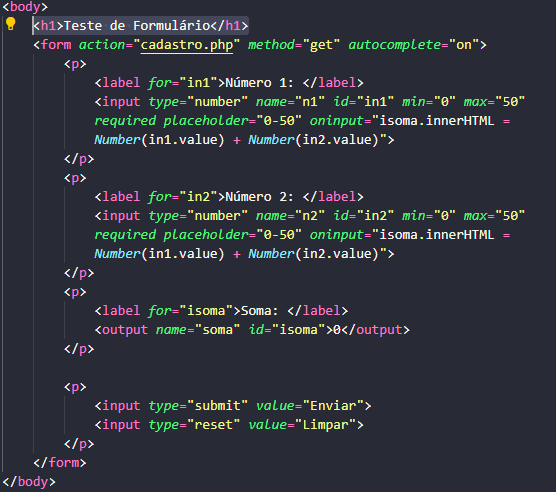 <body>
<h1>Teste de Formulário</h1>
<form action="cadastro.php" method="get" autocomplete="on">
<p>
<label for="in1">Número 1: </label>
<input type="number" name="n1" id="in1" min="0" max="50"
required placeholder="0-50" oninput="isoma.innerHTML =
Number(in1.value) + Number(in2.value)">
</p>
<p>
<label for="in2">Número 2: </label>
<input type="number" name="n2" id="in2" min="0" max="50"
required placeholder="0-50" oninput="isoma.innerHTML =
Number(in1.value) + Number(in2.value)">
</p>
<p>
<label for="isoma">Soma: </label>
<output name="soma" id="isoma">0</output>
</p>
<p>
<input type="submit" value="Enviar">
<input type="reset" value="Limpar">
</p>
</form>
</body>